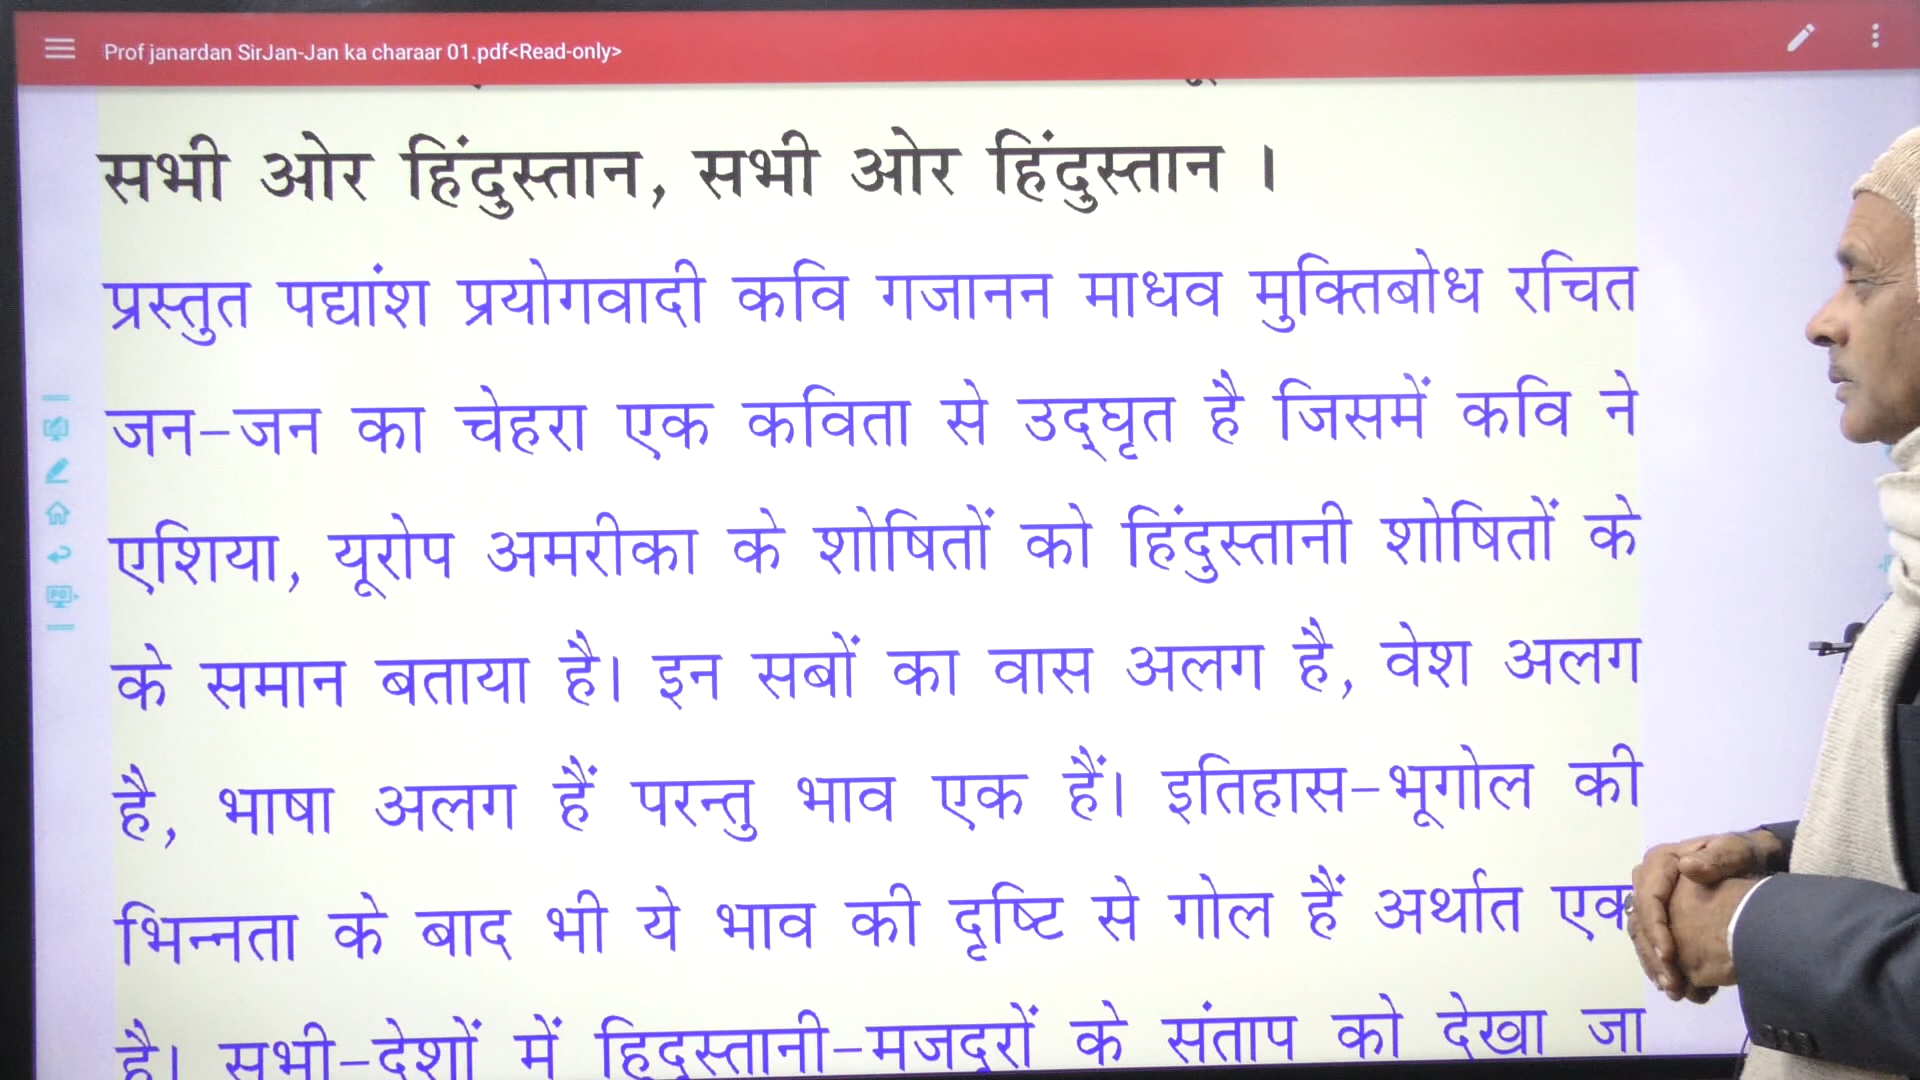 Prof janardan SirJan-Jan ka charaar 01.pdf<Read-only>
सभी ओर हिंदुस्तान, सभी ओर हिंदुस्तान ।
प्रस्तुत पद्यांश प्रयोगवादी कवि गजानन माधव मुक्तिबोध रचित
जन-जन का चेहरा एक कविता से उद्घृत है जिसमें कवि ने
एशिया, यूरोप अमरीका के शोषितों को हिंदुस्तानी शोषितों के
के समान बताया है। इन सबों का वास अलग है, वेश अलग
है, भाषा अलग हैं परन्तु भाव एक हैं। इतिहास-भूगोल की
भिन्नता के बाद भी ये भाव की दृष्टि से गोल हैं अर्थात एक
है। सभी-देशों में हिदुस्तानी-मजदूरों के संताप को देखा जा